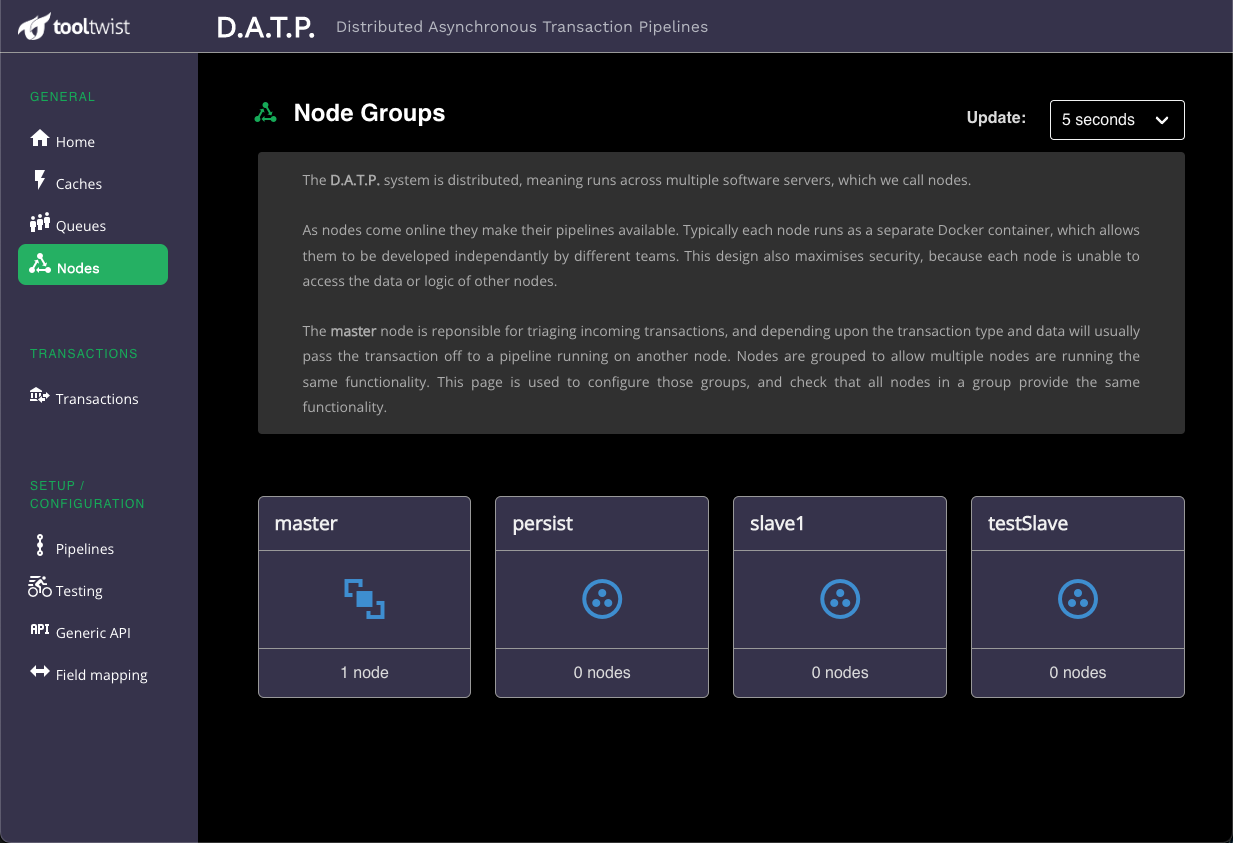 tooltwist
D.A.T.P.
Distributed Asynchronous Transaction Pipelines
GENERAL
Home
Caches
Queues
Nodes
TRANSACTIONS
Transactions
SETUP /
CONFIGURATION
Pipelines
Testing
API Generic API
Field mapping
Node Groups
Update:
5 seconds
The D.A.T.P. system is distributed, meaning runs across multiple software servers, which we call nodes.
As nodes come online they make their pipelines available. Typically each node runs as a separate Docker container, which allows
them to be developed independantly by different teams. This design also maximises security, because each node is unable to
access the data or logic of other nodes.
The master node is reponsible for triaging incoming transactions, and depending upon the transaction type and data will usually
pass the transaction off to a pipeline running on another node. Nodes are grouped to allow multiple nodes are running the
same functionality. This page is used to configure those groups, and check that all nodes in a group provide the same
functionality.
master
1 node
persist
0 nodes
slave1
0 nodes
testSlave
0 nodes